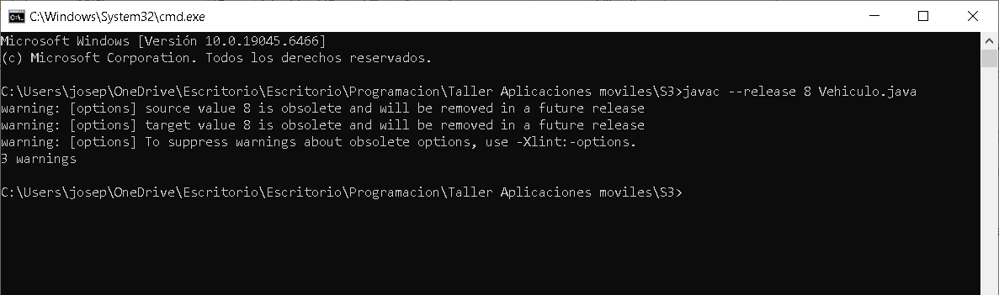 C:\Windows\System32\cmd.exe
Microsoft Windows [Versión 10.0.19045.6466]
(c) Microsoft Corporation. Todos los derechos reservados.
C:\Users\josep\OneDrive\Escritorio\Escritorio\Programacion\Taller Aplicaciones moviles\S3>javac --release 8 Vehiculo.java
warning: [options] source value 8 is obsolete and will be removed in a future release
warning: [options] target value 8 is obsolete and will be removed in a future release
warning: [options] To suppress warnings about obsolete options, use -Xlint:-options.
3 warnings
C:\Users\josep\OneDrive\Escritorio\Escritorio\Programacion\Taller Aplicaciones moviles\S3>